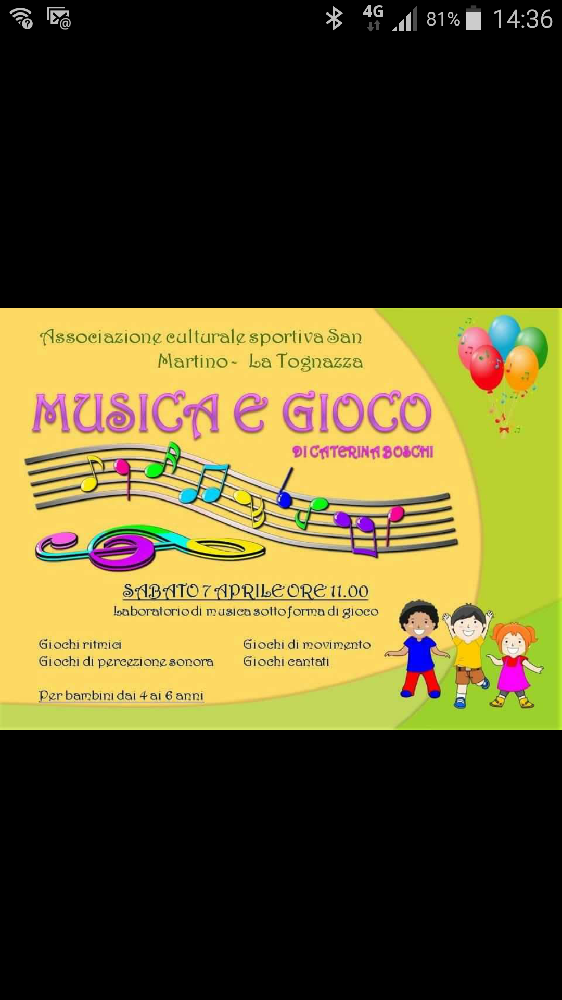 4G 81% 14:36
Associazione culturale sportiva San
Martino - La Tognazza
MUSICA E GIOCO
DI CATERINA BOSCHI
SABATO 7 APRILE ORE 11.00
Laboratorio di musica sotto forma di gioco
Giochi ritmici
Giochi di percezione sonora
Giochi di movimento
Giochi cantati
Per bambini dai 4 ai 6 anni